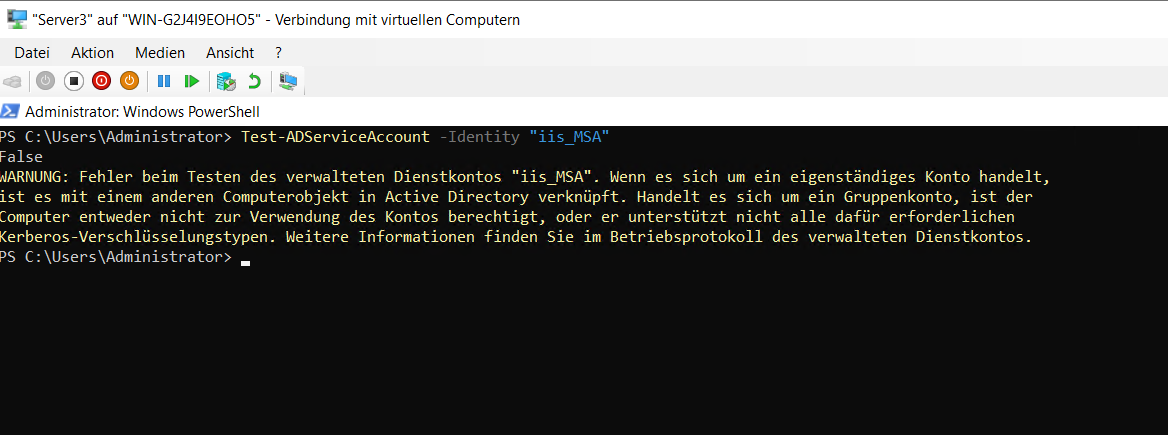 "Server3" auf "WIN-G2J4I9EOHO5" - Verbindung mit virtuellen Computern
Datei Aktion Medien Ansicht ?
Administrator: Windows PowerShell
PS C:\Users\Administrator> Test-ADServiceAccount -Identity "iis_MSA"
False
WARNUNG: Fehler beim Testen des verwalteten Dienstkontos "iis_MSA". Wenn es sich um ein eigenständiges Konto handelt,
ist es mit einem anderen Computerobjekt in Active Directory verknüpft. Handelt es sich um ein Gruppenkonto, ist der
Computer entweder nicht zur Verwendung des Kontos berechtigt, oder er unterstützt nicht alle dafür erforderlichen
Kerberos-Verschlüsselungstypen. Weitere Informationen finden Sie im Betriebsprotokoll des verwalteten Dienstkontos.
PS C:\Users\Administrator>